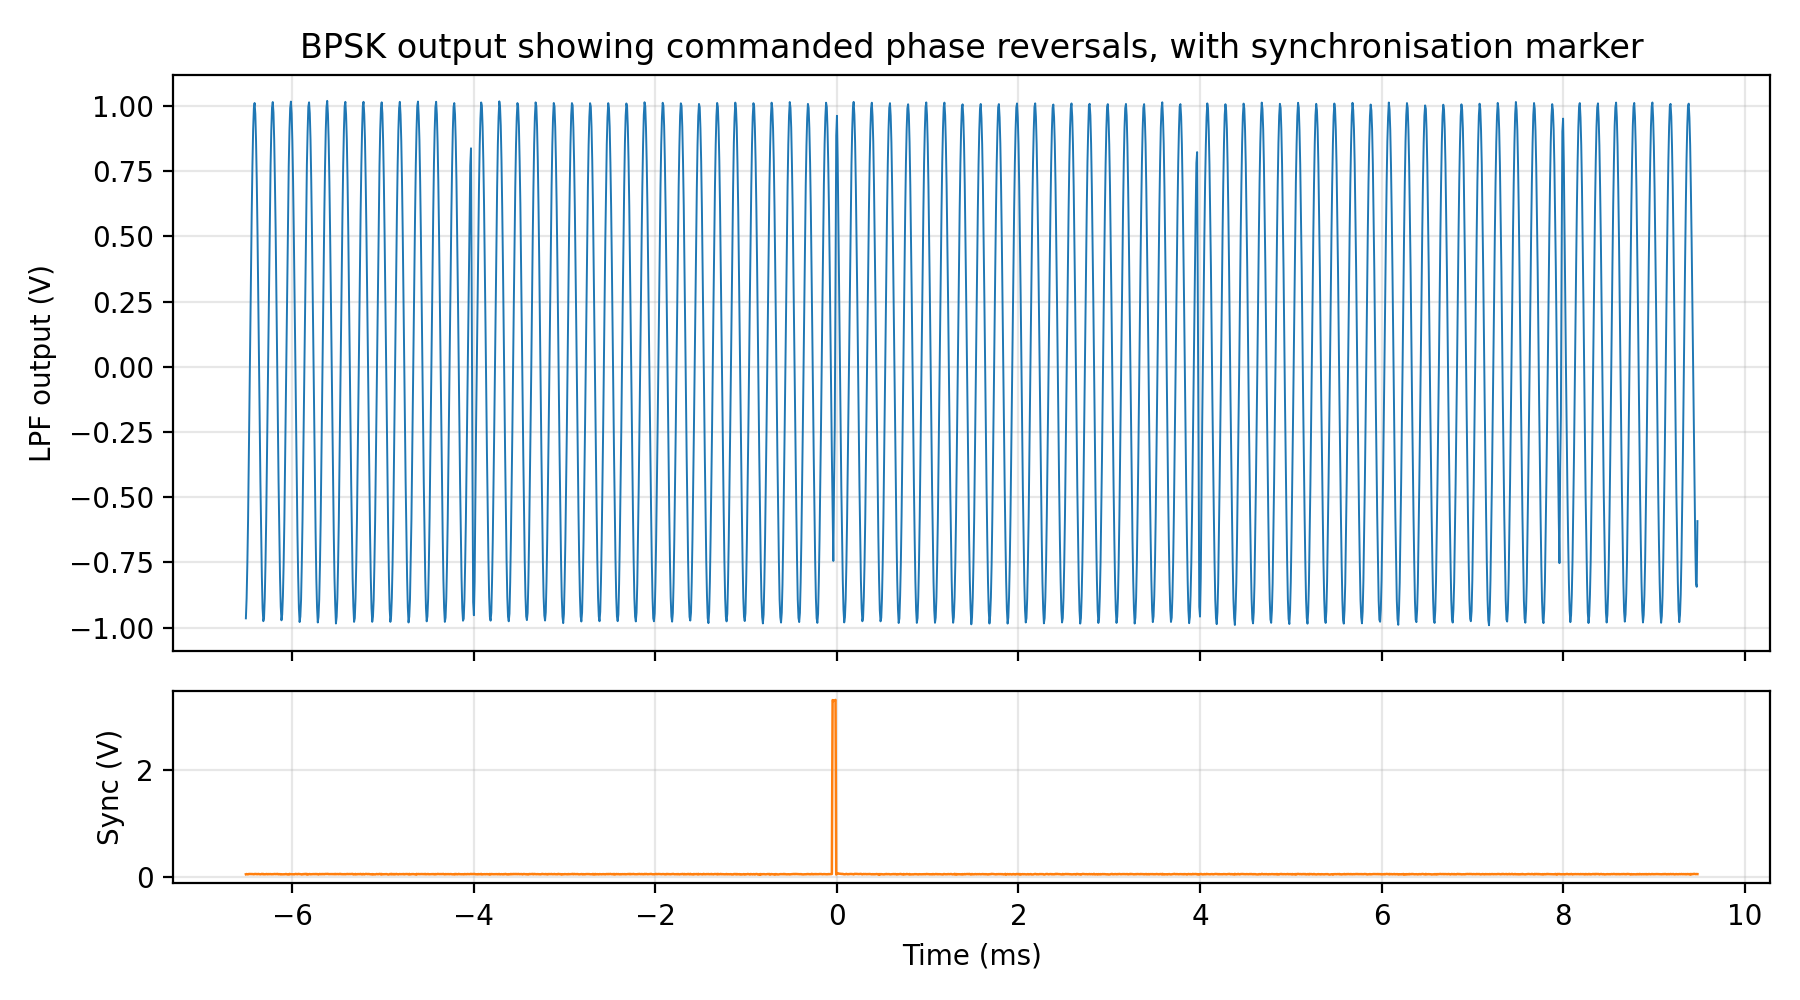 BPSK output showing commanded phase reversals, with synchronisation marker
LPF output (V)
1.00
0.75
0.50
0.25
0.00
−0.25
−0.50
−0.75
−1.00
Sync (V)
2
0
−6 −4 −2 0 2 4 6 8 10
Time (ms)